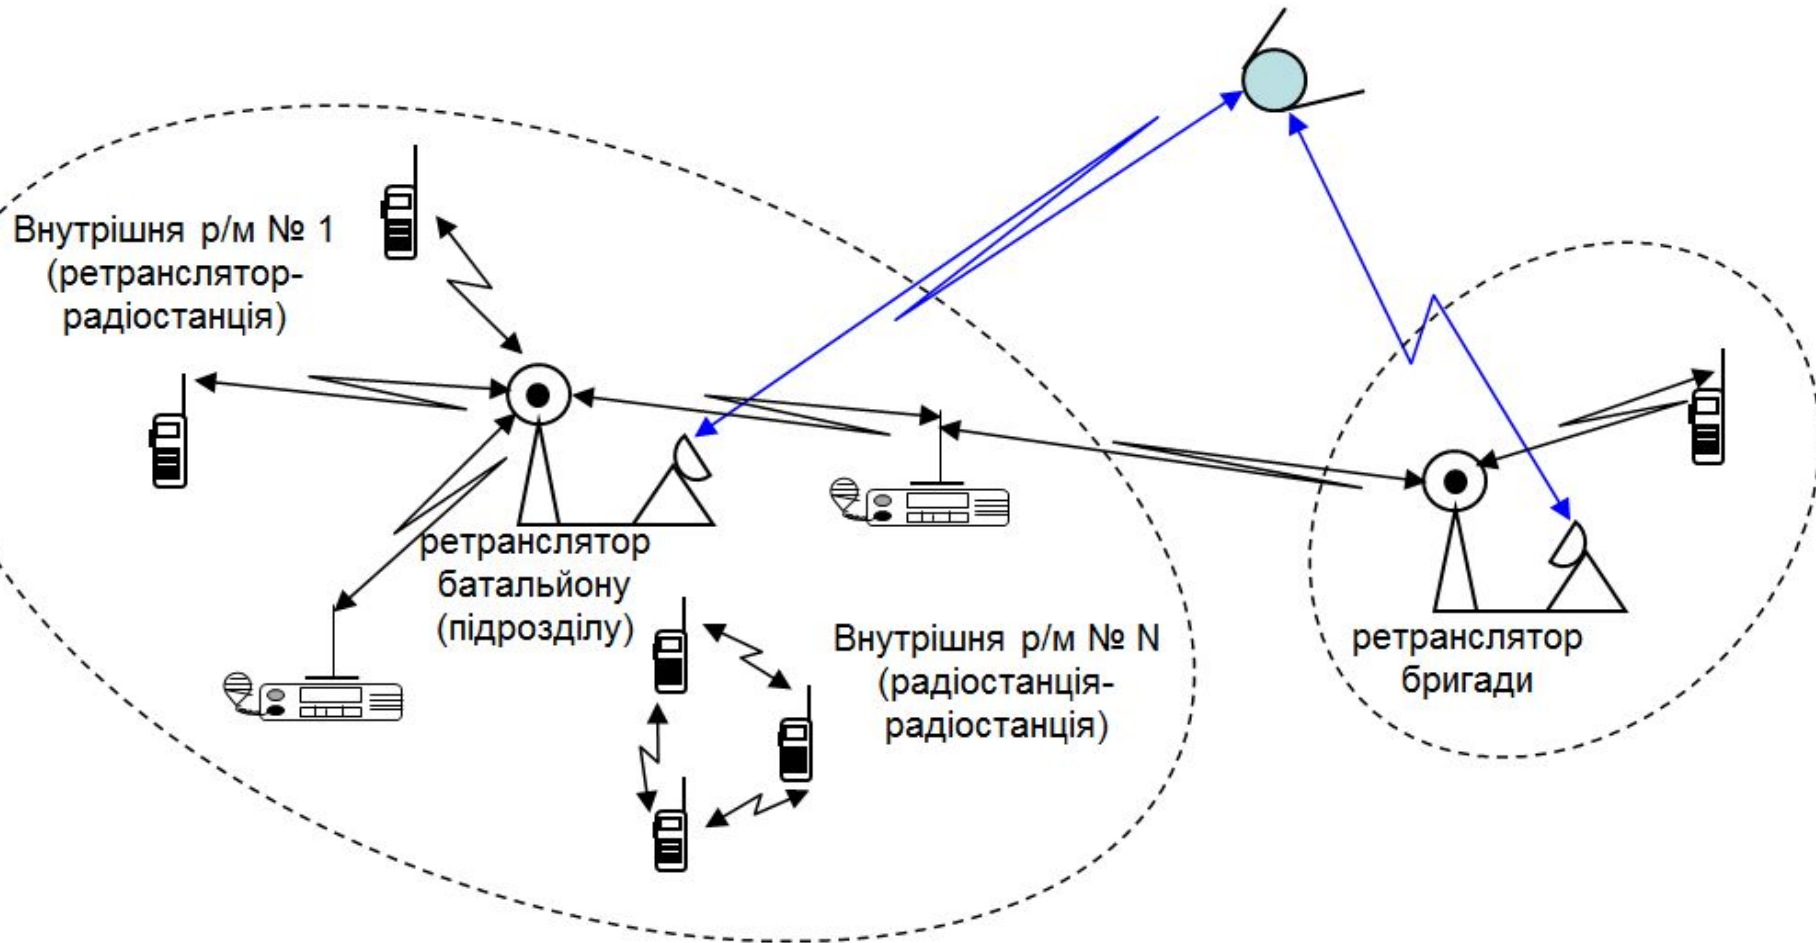 Внутрішня р/м № 1
(ретранслятор-
радіостанція)
ретранслятор
батальйону
(підрозділу)
Внутрішня р/м № N
(радіостанція-
радіостанція)
ретранслятор
бригади